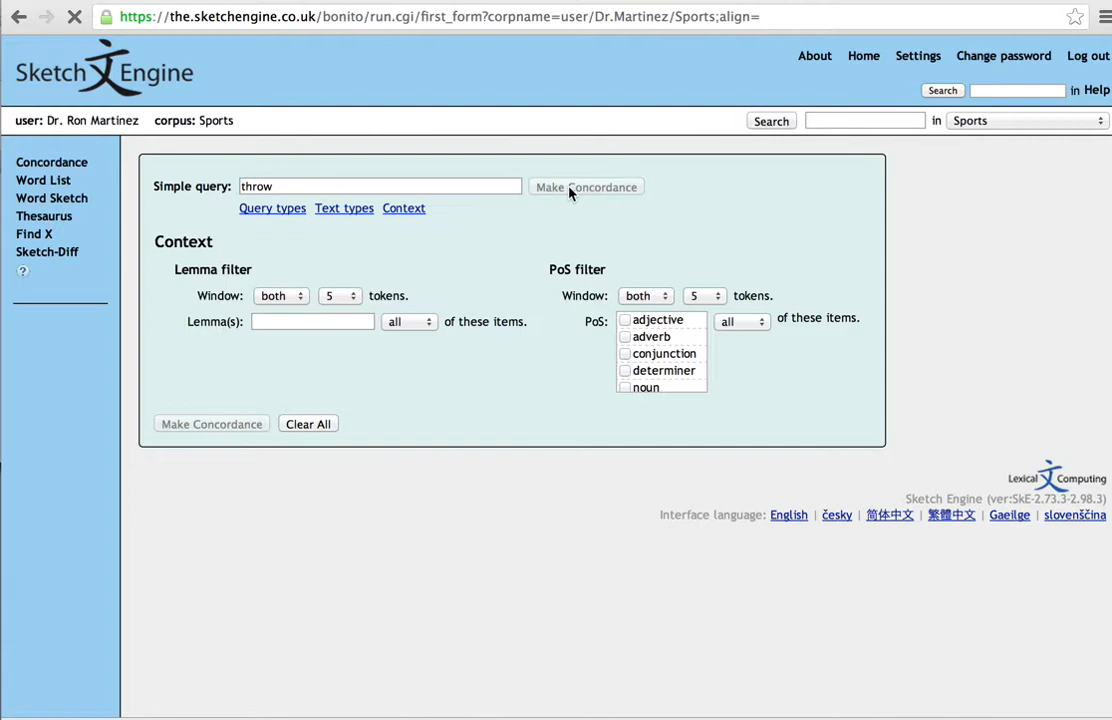 https://the.sketchengine.co.uk/bonito/run.cgi/first_form?corpname=user/Dr.Martinez/Sports;align=
Sketch 文 Engine
About Home Settings Change password Log out
Search in Help
user: Dr. Ron Martinez corpus: Sports
Search in Sports
Concordance
Word List
Word Sketch
Thesaurus
Find X
Sketch-Diff
?
Simple query: throw Make Concordance
Query types Text types Context
Context
Lemma filter
Window: both 5 tokens.
Lemma(s): all of these items.
PoS filter
Window: both 5 tokens.
PoS: adjective all of these items.
adverb
conjunction
determiner
noun
Make Concordance Clear All
Lexical 文 Computing
Sketch Engine (ver:SkE-2.73.3-2.98.3)
Interface language: English | česky | 简体中文 | 繁體中文 | Gaeilge | slovenščina